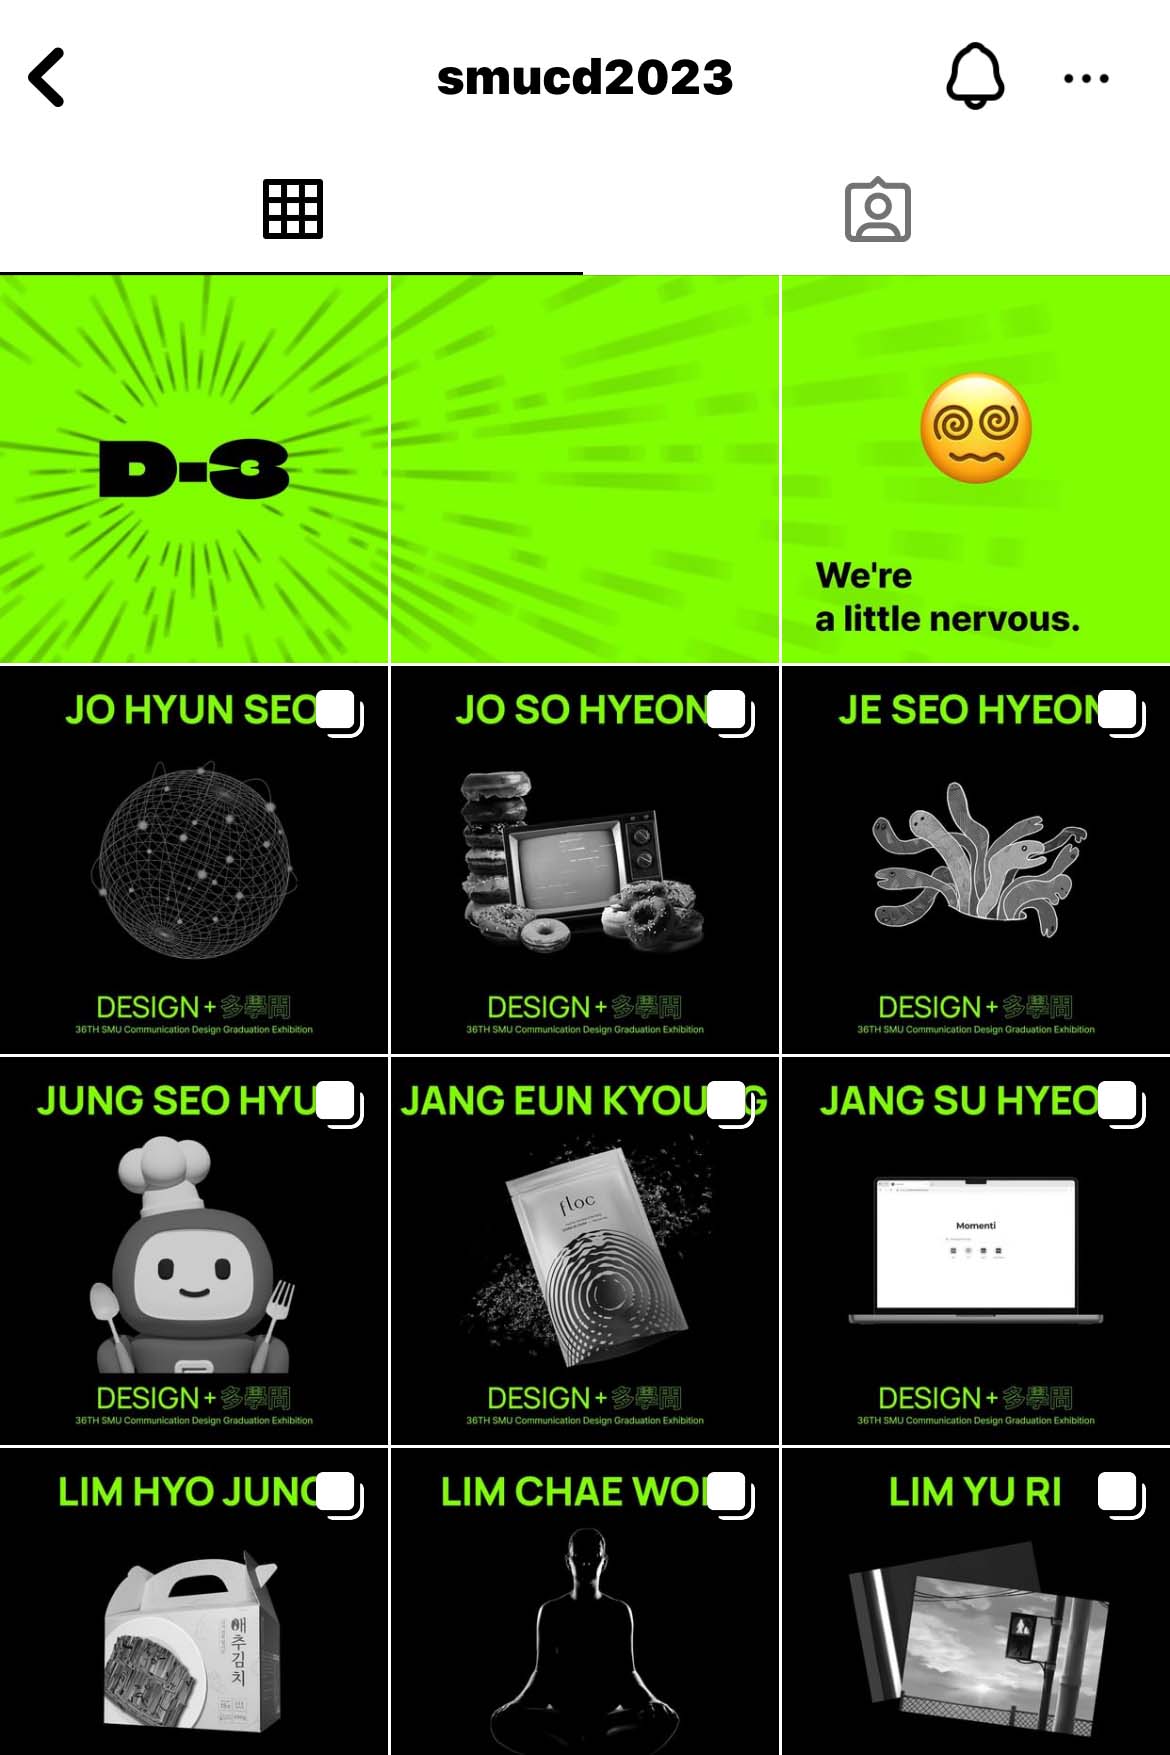 smucd2023
D-3
We're
a little nervous.
JO HYUN SEO
JO SO HYEON
JE SEO HYEON
DESIGN + 多學問
36TH SMU Communication Design Graduation Exhibition
DESIGN + 多學問
36TH SMU Communication Design Graduation Exhibition
DESIGN + 多學問
36TH SMU Communication Design Graduation Exhibition
JUNG SEO HYU
JANG EUN KYOUNG
JANG SU HYEO
floc
Momenti
DESIGN + 多學問
36TH SMU Communication Design Graduation Exhibition
DESIGN + 多學問
36TH SMU Communication Design Graduation Exhibition
DESIGN + 多學問
36TH SMU Communication Design Graduation Exhibition
LIM HYO JUNG
LIM CHAE WO
LIM YU RI
배추김치